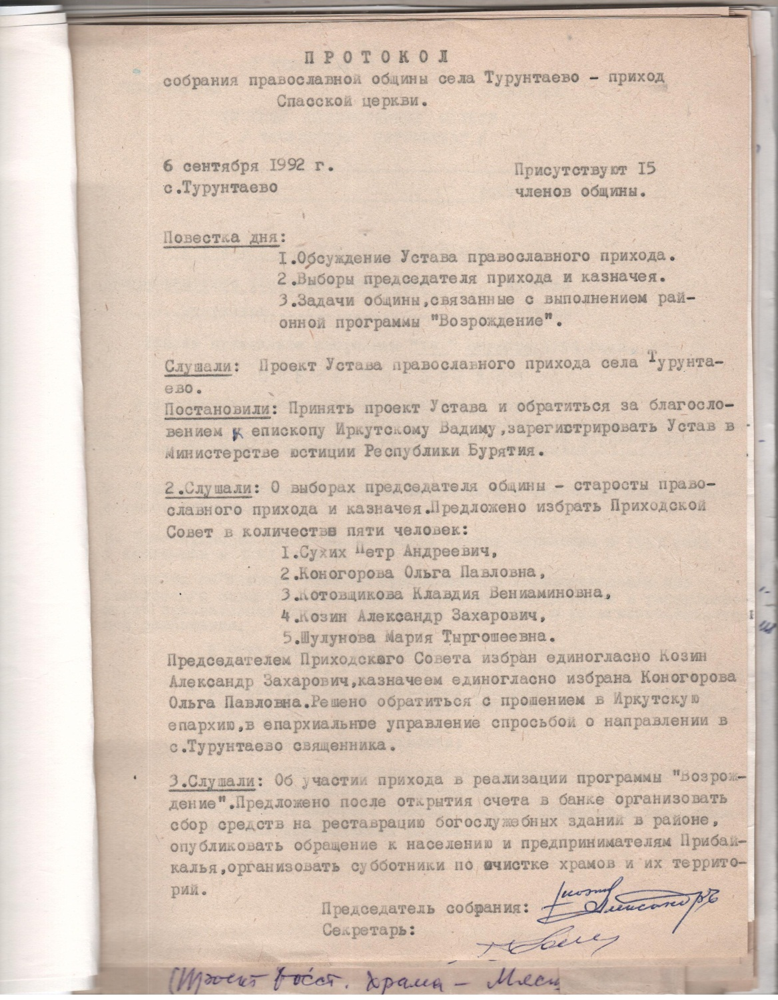 П Р О Т О К О Л
собрания православной общины села Турунтаево - приход
Спасской церкви.
6 сентября 1992 г.
с.Турунтаево
Присутствуют 15
членов общины.
Повестка дня:
1.Обсуждение Устава православного прихода.
2.Выборы председателя прихода и казначея.
3.Задачи общины,связанные с выполнением рай-
онной программы "Возрождение".
Слушали: Проект Устава православного прихода села Турунта-
ево.
Постановили: Принять проект Устава и обратиться за благосло-
вением к епископу Иркутскому Вадиму,зарегистрировать Устав в
Министерстве юстиции Республики Бурятия.
2.Слушали: О выборах председателя общины - старосты право-
славного прихода и казначея.Предложено избрать Приходской
Совет в количестве пяти человек:
1.Сухих Петр Андреевич,
2.Коногорова Ольга Павловна,
3.Котовщикова Клавдия Вениаминовна,
4.Козин Александр Захарович,
5.Шулунова Мария Тыргошеевна.
Председателем Приходского Совета избран единогласно Козин
Александр Захарович,казначеем единогласно избрана Коногорова
Ольга Павловна.Решено обратиться с прошением в Иркутскую
епархию,в епархиальное управление спросьбой о направлении в
с.Турунтаево священника.
3.Слушали: Об участии прихода в реализации программы "Возрож-
дение".Предложено после открытия счета в банке организовать
сбор средств на реставрацию богослужебных зданий в районе,
опубликовать обращение к населению и предпринимателям Прибай-
калья,организовать субботники по очистке храмов и их террито-
рий.
Председатель собрания:
Секретарь:
Проект восст. храма -